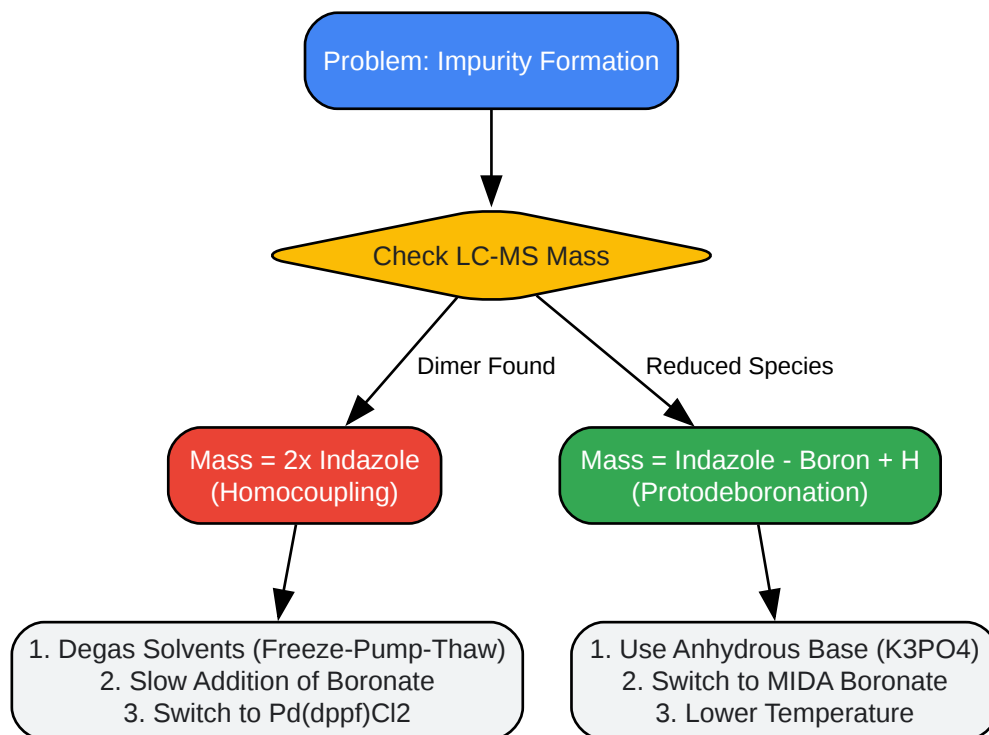 Problem: Impurity Formation
Check LC-MS Mass
Dimer Found
Reduced Species
Mass = 2x Indazole
(Homocoupling)
Mass = Indazole - Boron + H
(Protodeboronation)
1. Degas Solvents (Freeze-Pump-Thaw)
2. Slow Addition of Boronate
3. Switch to Pd(dppf)Cl2
1. Use Anhydrous Base (K3PO4)
2. Switch to MIDA Boronate
3. Lower Temperature